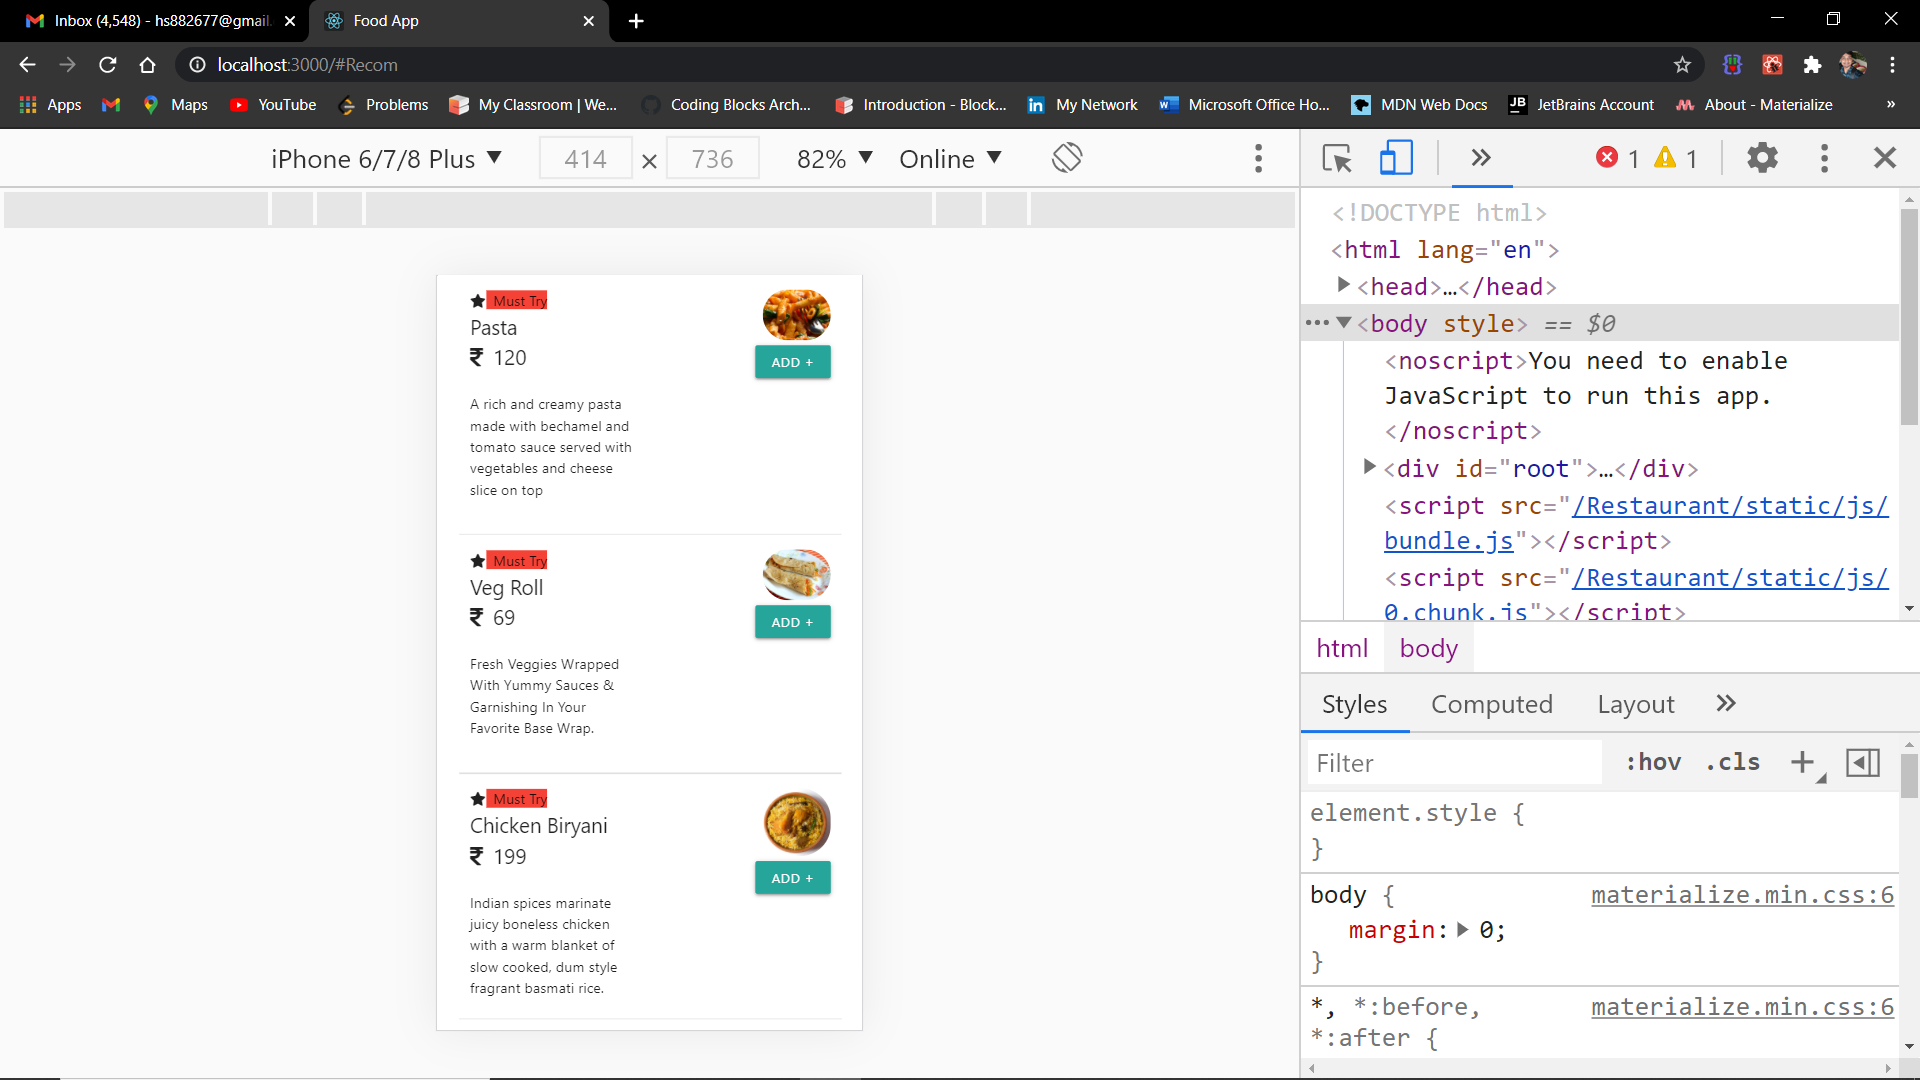 Inbox (4,548) - hs882677@gmail.
Food App
localhost:3000/#Recom
Apps
Maps
YouTube
Problems
My Classroom | We...
Coding Blocks Arch...
Introduction - Block...
My Network
Microsoft Office Ho...
MDN Web Docs
JetBrains Account
About - Materialize
»
iPhone 6/7/8 Plus
414 × 736
82%
Online
1 1
Must Try
Pasta
₹ 120
ADD +
A rich and creamy pasta
made with bechamel and
tomato sauce served with
vegetables and cheese
slice on top
Must Try
Veg Roll
₹ 69
ADD +
Fresh Veggies Wrapped
With Yummy Sauces &
Garnishing In Your
Favorite Base Wrap.
Must Try
Chicken Biryani
₹ 199
ADD +
Indian spices marinate
juicy boneless chicken
with a warm blanket of
slow cooked, dum style
fragrant basmati rice.
<!DOCTYPE html>
<html lang="en">
<head>…</head>
<body style> == $0
<noscript>You need to enable
JavaScript to run this app.
</noscript>
<div id="root">…</div>
<script src="/Restaurant/static/js/
bundle.js"></script>
<script src="/Restaurant/static/js/
0.chunk.js"></script>
html body
Styles
Computed
Layout
Filter
:hov .cls
element.style {
}
body {
materialize.min.css:6
margin: 0;
}
*, *:before,
materialize.min.css:6
*:after {